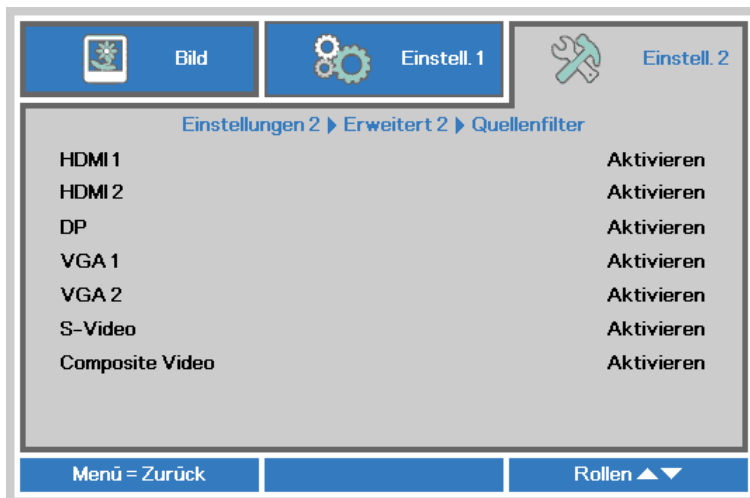 Bild
Einstell. 1
Einstell. 2
Einstellungen 2 ▶ Erweitert 2 ▶ Quellenfilter
HDMI 1 Aktivieren
HDMI 2 Aktivieren
DP Aktivieren
VGA 1 Aktivieren
VGA 2 Aktivieren
S-Video Aktivieren
Composite Video Aktivieren
Menü = Zurück
Rollen ▲▼